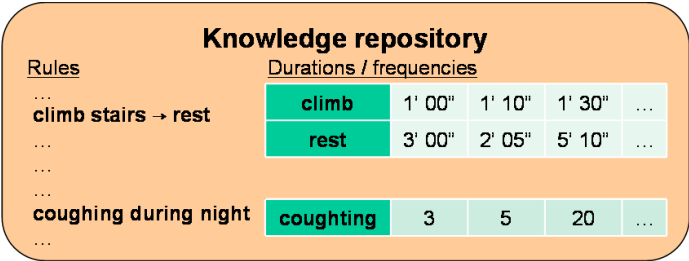 Knowledge repository
Rules Durations / frequencies
…
climb stairs → rest
…
…
…
coughing during night
…
climb 1' 00" 1' 10" 1' 30" …
rest 3' 00" 2' 05" 5' 10" …
coughting 3 5 20 …